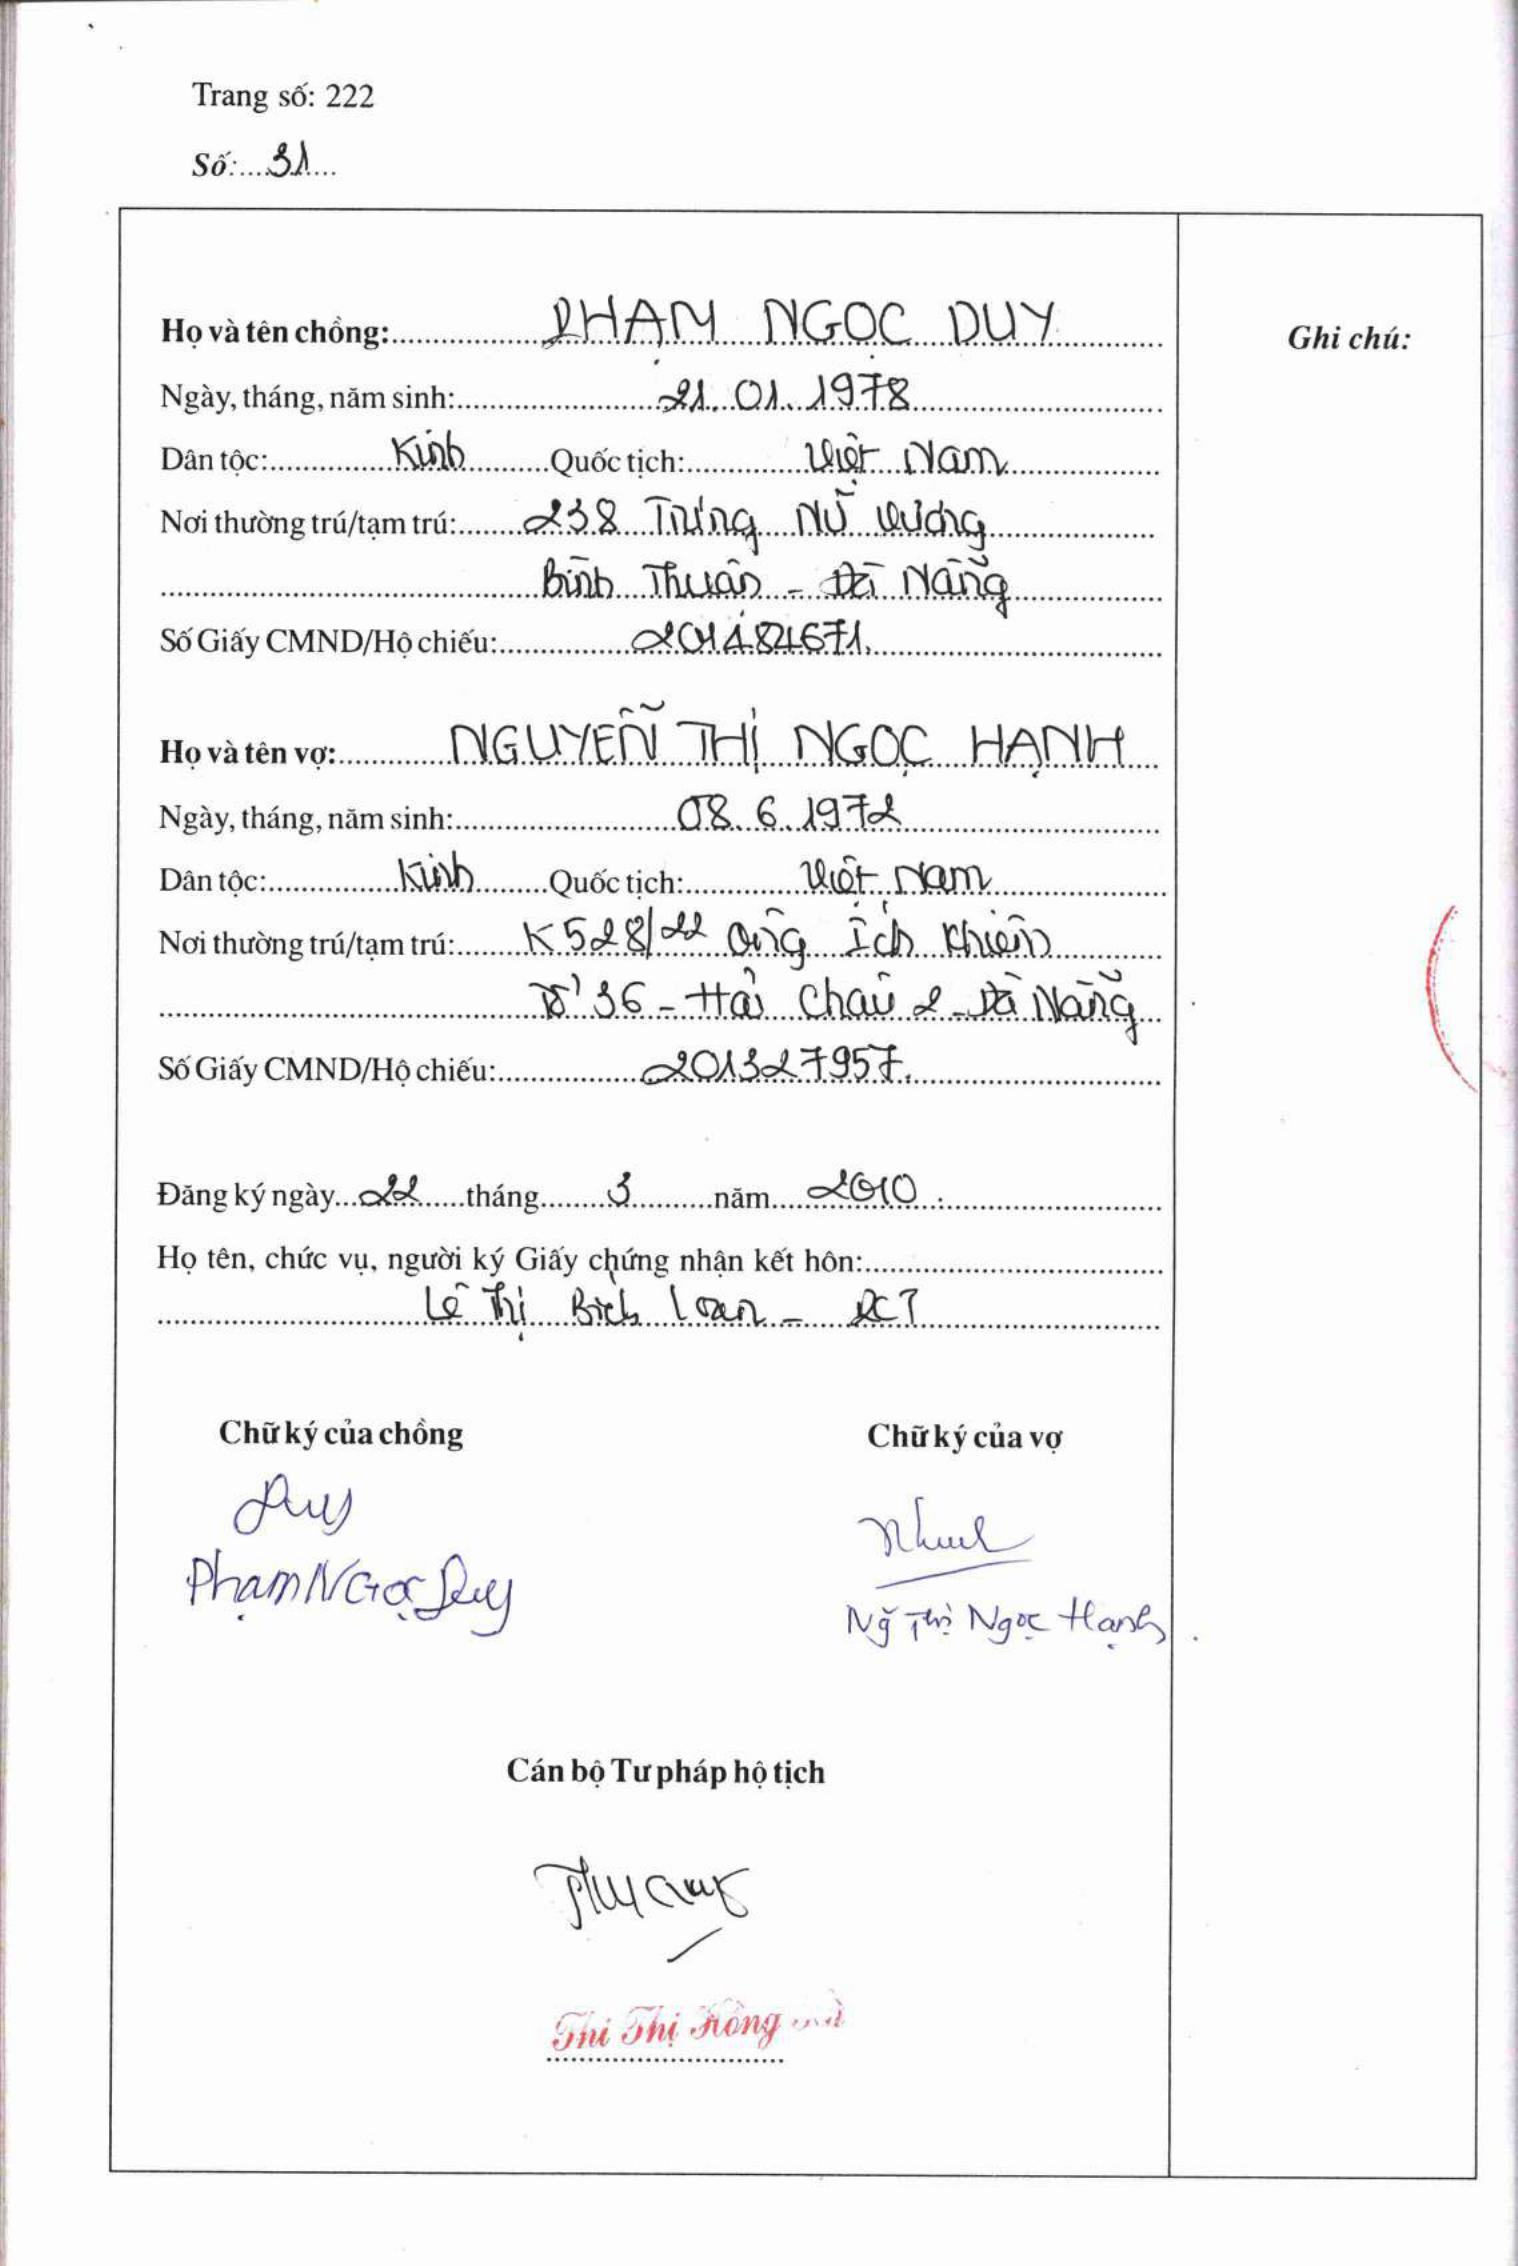 Trang số: 222
Số:....31....
Họ và tên chồng: PHẠM NGỌC DUY
Ghi chú:
Ngày, tháng, năm sinh: 21.01.1978
Dân tộc: Kinh Quốc tịch: Việt Nam
Nơi thường trú/tạm trú: 238 Trưng Nữ Vương
Bình Thuận - Đà Nẵng
Số Giấy CMND/Hộ chiếu: 201484671.
Họ và tên vợ: NGUYỄN THỊ NGỌC HẠNH
Ngày, tháng, năm sinh: 08.6.1972
Dân tộc: Kinh Quốc tịch: Việt Nam
Nơi thường trú/tạm trú: K528/22 Ông Ích Khiêm
Tổ 36 - Hải Châu 2 - Đà Nẵng
Số Giấy CMND/Hộ chiếu: 201327957.
Đăng ký ngày 22 tháng 3 năm 2010.
Họ tên, chức vụ, người ký Giấy chứng nhận kết hôn:
Lê Thị Bích Loan - PCT
Chữ ký của chồng Chữ ký của vợ
Duy
Phạm Ngọc Duy
Ng̃ Thị Ngọc Hạnh.
Cán bộ Tư pháp hộ tịch
Thi Thị Hồng